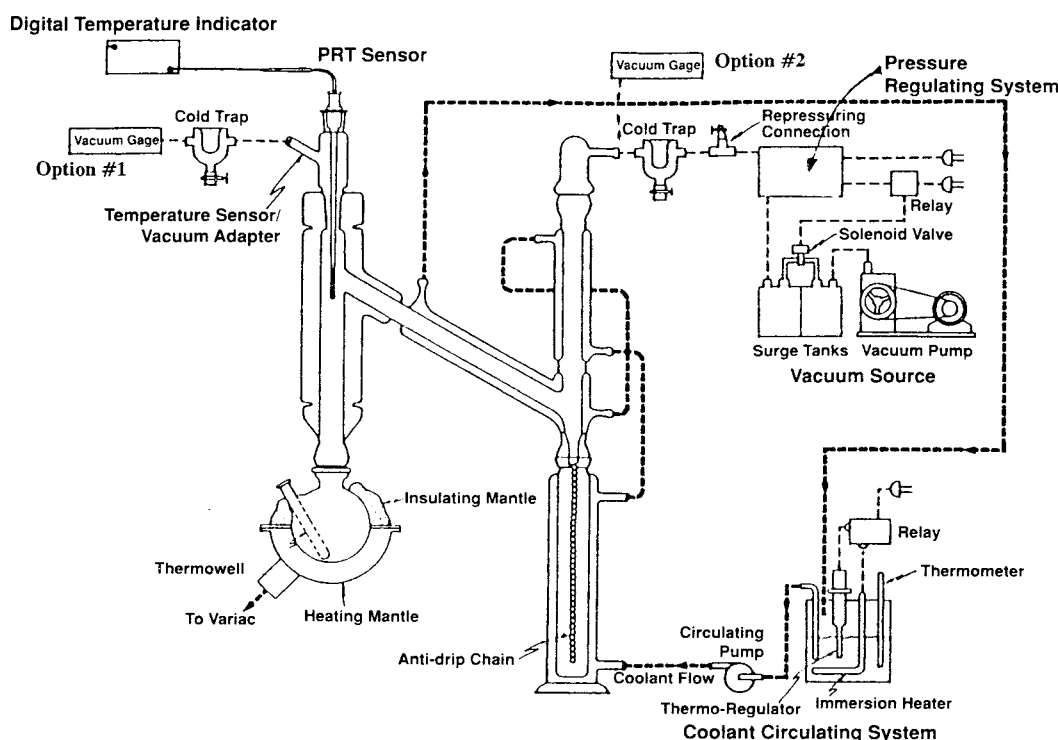 Digital Temperature Indicator
PRT Sensor
Vacuum Gage
Option #2
Pressure
Regulating System
Cold Trap
Vacuum Gage
Option #1
Cold Trap
Repressuring
Connection
Temperature Sensor/
Vacuum Adapter
Relay
Solenoid Valve
Surge Tanks
Vacuum Pump
Vacuum Source
Insulating Mantle
Thermowell
To Variac
Heating Mantle
Relay
Thermometer
Anti-drip Chain
Circulating
Pump
Coolant Flow
Thermo-Regulator
Immersion Heater
Coolant Circulating System